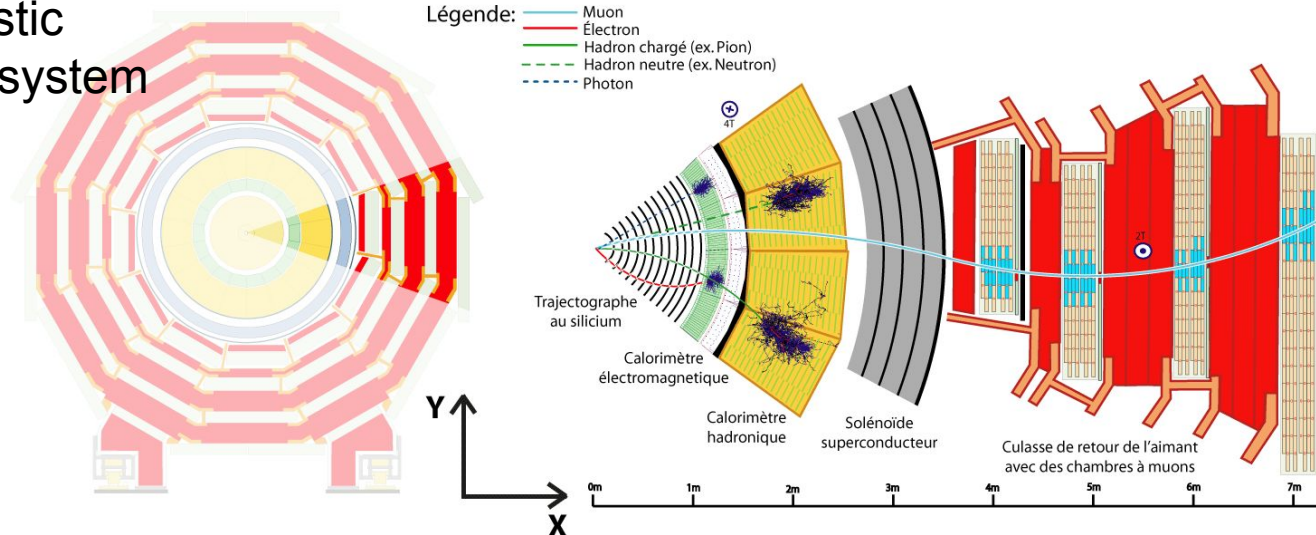 stic
system
Légende:
Muon
Électron
Hadron chargé (ex. Pion)
Hadron neutre (ex. Neutron)
Photon
4T
2T
Trajectographe
au silicium
Calorimètre
électromagnetique
Calorimètre
hadronique
Solénoïde
superconducteur
Culasse de retour de l'aimant
avec des chambres à muons
Y
X
0m 1m 2m 3m 4m 5m 6m 7m